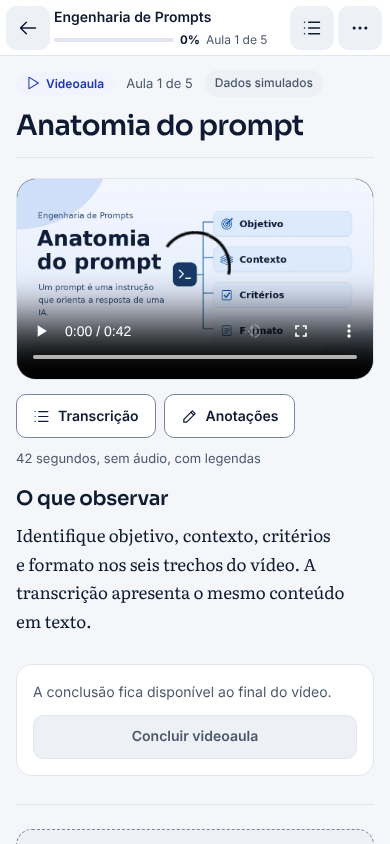 Engenharia de Prompts
0% Aula 1 de 5
Videoaula Aula 1 de 5 Dados simulados
Anatomia do prompt
Engenharia de Prompts
Anatomia
do prompt
Um prompt é uma instrução
que orienta a resposta de uma
IA.
Objetivo
Contexto
Critérios
Formato
0:00 / 0:42
Transcrição
Anotações
42 segundos, sem áudio, com legendas
O que observar
Identifique objetivo, contexto, critérios
e formato nos seis trechos do vídeo. A
transcrição apresenta o mesmo conteúdo
em texto.
A conclusão fica disponível ao final do vídeo.
Concluir videoaula